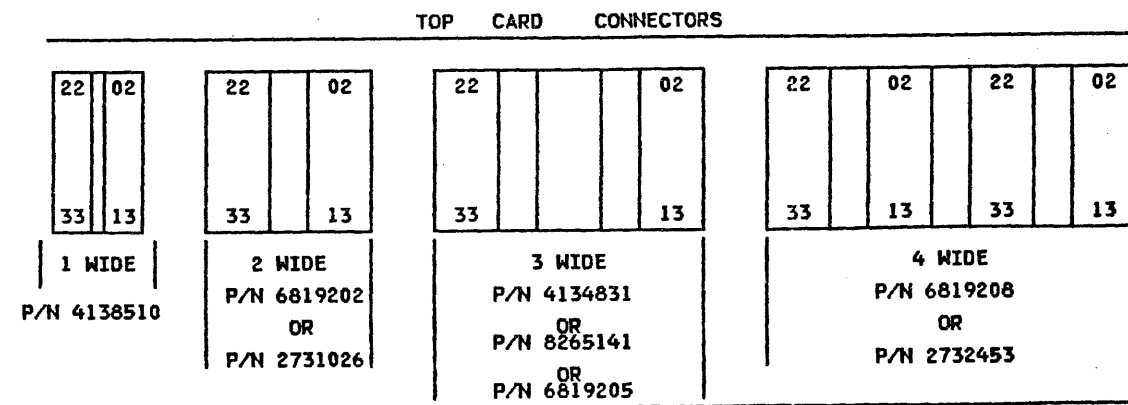 TOP CARD CONNECTORS
22 02 22 02 22 02 22 02 22 02
33 13 33 13 33 13 33 13 33 13
1 WIDE 2 WIDE 3 WIDE 4 WIDE
P/N 4138510
P/N 6819202
OR
P/N 2731026
P/N 4134831
OR
P/N 8265141
OR
P/N 6819205
P/N 6819208
OR
P/N 2732453